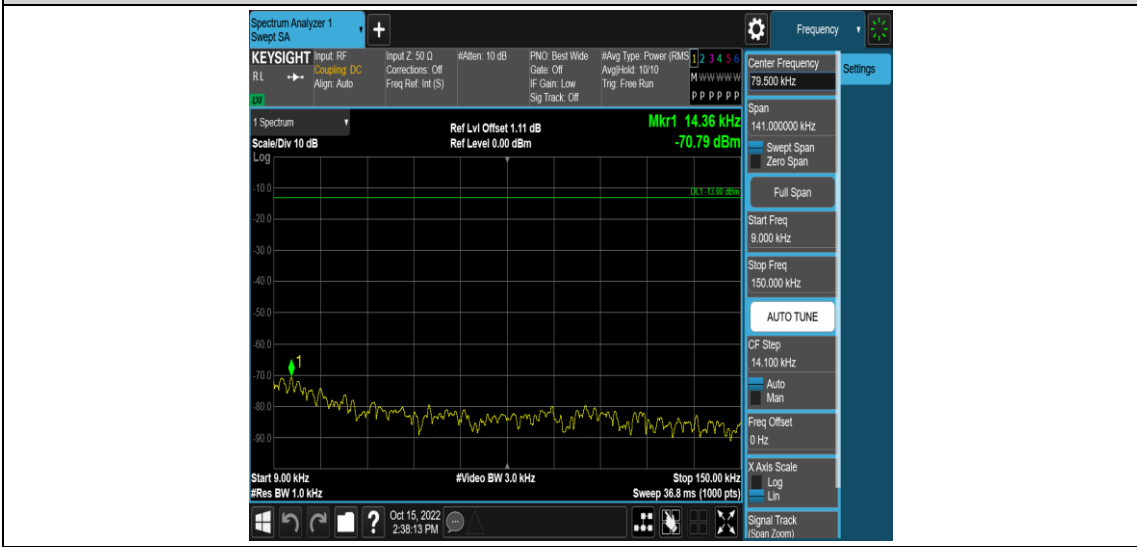 Spectrum Analyzer 1
Swept SA
+
Frequency
KEYSIGHT
R L
Input: RF
Coupling: DC
Align: Auto
Input Z: 50 Ω
Corrections: Off
Freq Ref: Int (S)
#Atten: 10 dB
PNO: Best Wide
Gate: Off
IF Gain: Low
Sig Track: Off
#Avg Type: Power (RMS
Avg|Hold: 10/10
Trig: Free Run
1 2 3 4 5 6
M W W W W W
P P P P P P
1 Spectrum
Scale/Div 10 dB
Log
Ref Lvl Offset 1.11 dB
Ref Level 0.00 dBm
Mkr1 14.36 kHz
-70.79 dBm
DL1 -13.00 dBm
-10.0
-20.0
-30.0
-40.0
-50.0
-60.0
-70.0
-80.0
-90.0
1
Start 9.00 kHz
#Res BW 1.0 kHz
#Video BW 3.0 kHz
Stop 150.00 kHz
Sweep 36.8 ms (1000 pts)
Center Frequency
79.500 kHz
Settings
Span
141.000000 kHz
Swept Span
Zero Span
Full Span
Start Freq
9.000 kHz
Stop Freq
150.000 kHz
AUTO TUNE
CF Step
14.100 kHz
Auto
Man
Freq Offset
0 Hz
X Axis Scale
Log
Lin
Signal Track
(Span Zoom)
?
Oct 15, 2022
2:38:13 PM